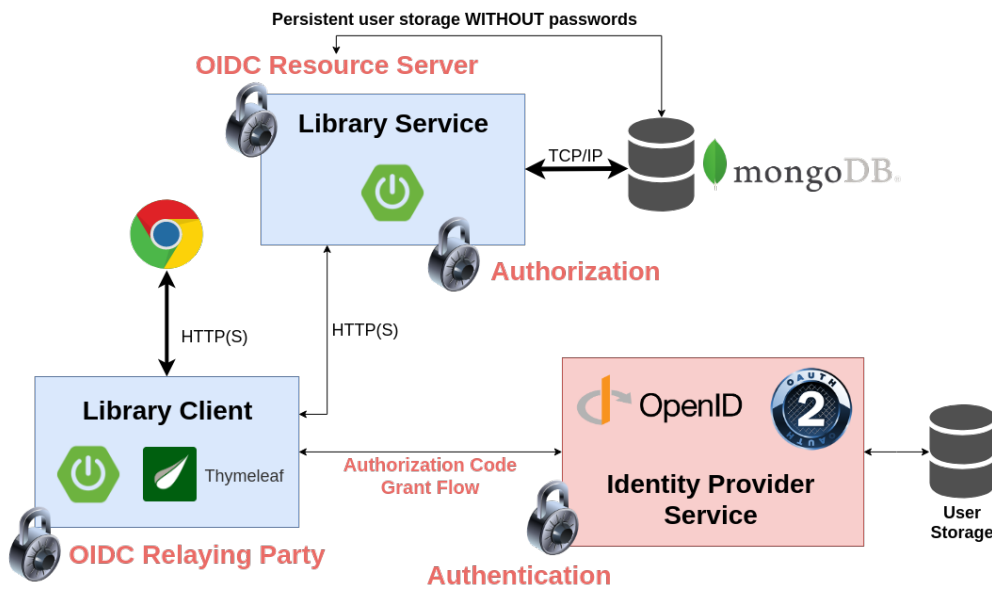 Persistent user storage WITHOUT passwords
OIDC Resource Server
Library Service
TCP/IP
mongoDB®
Authorization
HTTP(S)
HTTP(S)
Library Client
Thymeleaf
OIDC Relaying Party
Authorization Code
Grant Flow
OpenID
OAUTH
2
OAUTH
Identity Provider
Service
Authentication
User
Storage